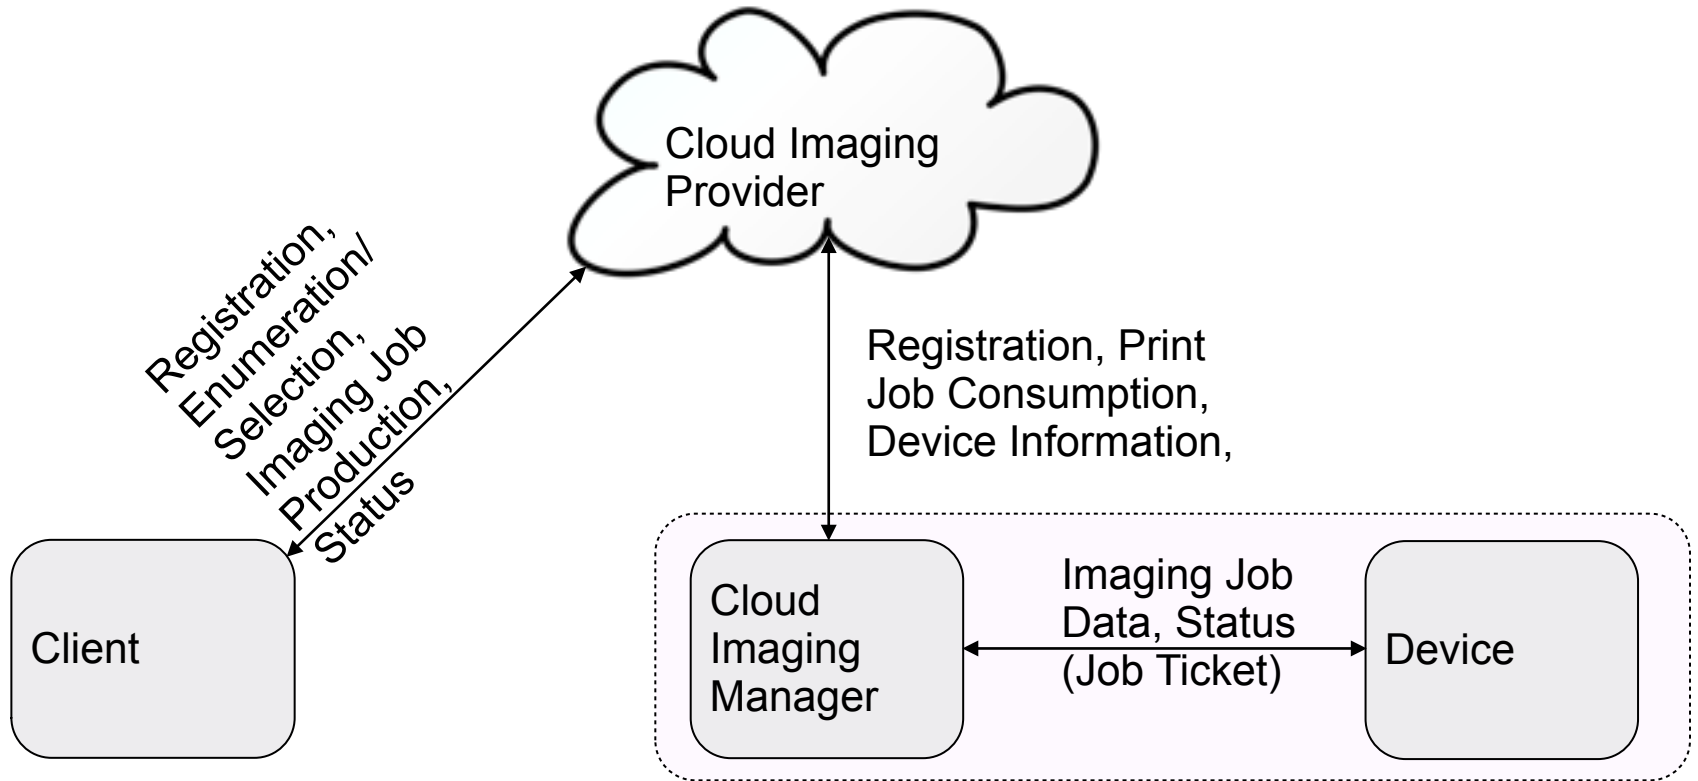 Cloud Imaging
Provider
Registration,
Enumeration/
Selection,
Imaging Job
Production,
Status
Registration, Print
Job Consumption,
Device Information,
Client
Cloud
Imaging
Manager
Imaging Job
Data, Status
(Job Ticket)
Device